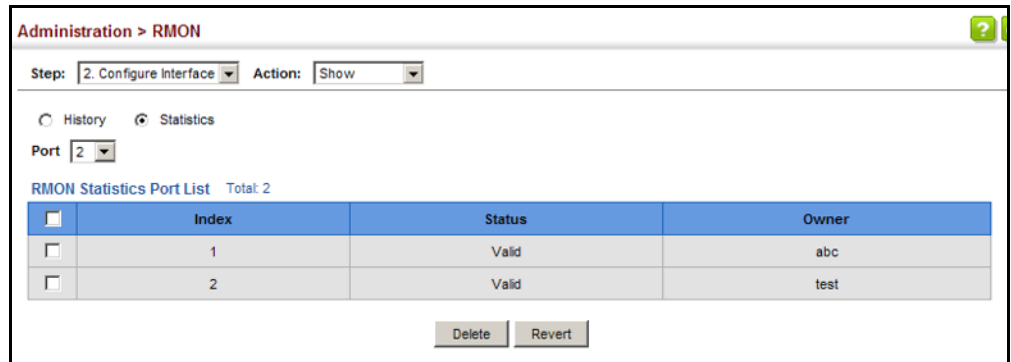 Administration > RMON
?
Step: 2. Configure Interface Action: Show
History Statistics
Port 2
RMON Statistics Port List Total: 2
Index Status Owner
1 Valid abc
2 Valid test
Delete Revert